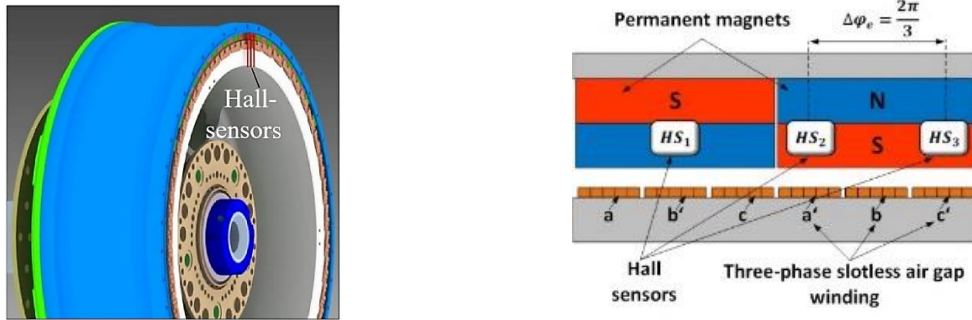 Hall-
sensors
Permanent magnets
Δφₑ = 2π/3
S
N
HS₁
HS₂
S
HS₃
a
b'
c
a'
b
c'
Hall
sensors
Three-phase slotless air gap
winding